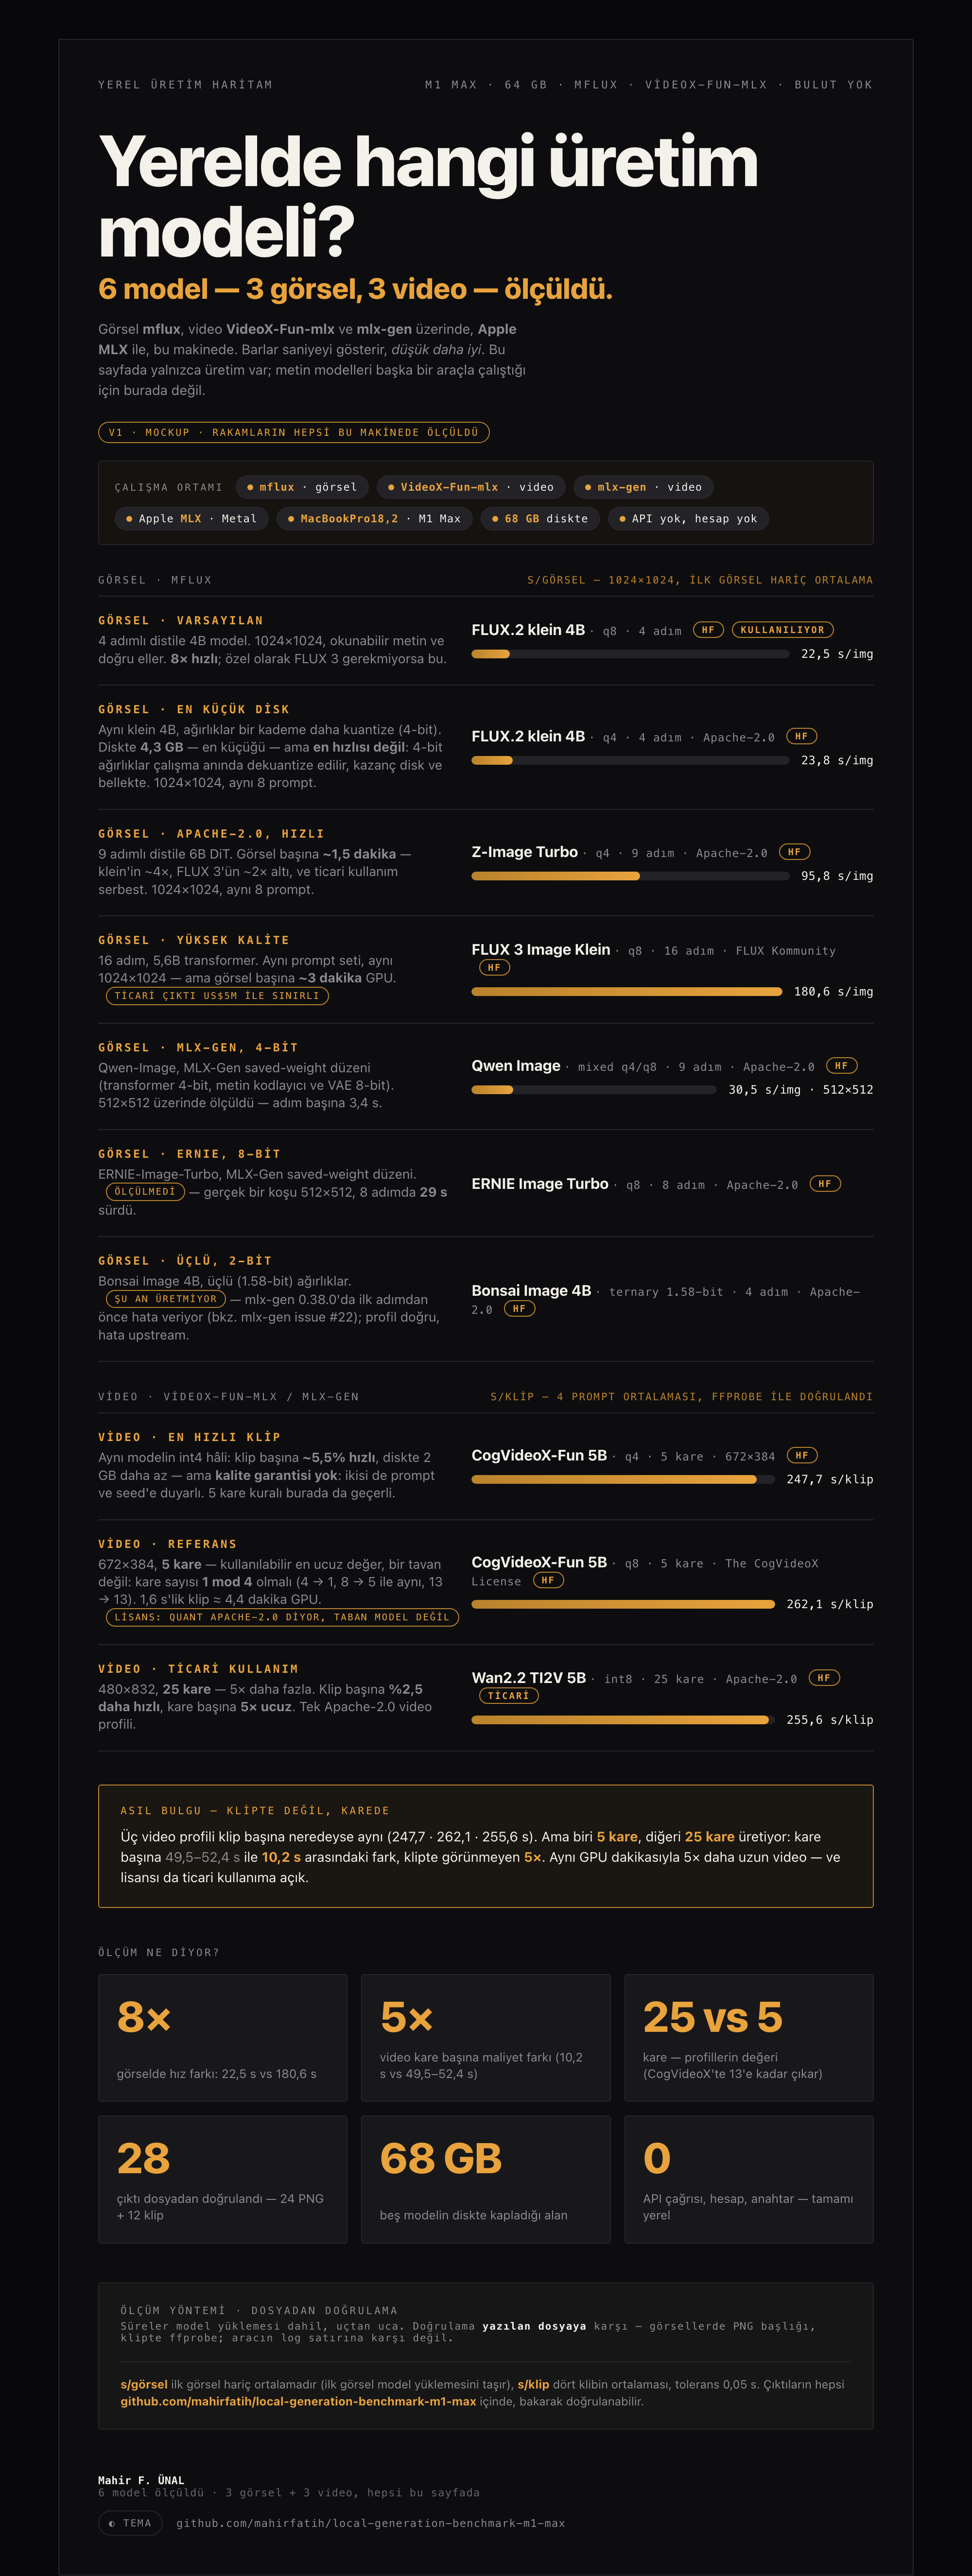 YEREL ÜRETİM HARİTAM
M1 MAX · 64 GB · MFLUX · VİDEOX-FUN-MLX · BULUT YOK
Yerelde hangi üretim
modeli?
6 model — 3 görsel, 3 video — ölçüldü.
Görsel mflux, video VideoX-Fun-mlx ve mlx-gen üzerinde, Apple
MLX ile, bu makinede. Barlar saniyeyi gösterir, düşük daha iyi. Bu
sayfada yalnızca üretim var; metin modelleri başka bir araçla çalıştığı
için burada değil.
V1 · MOCKUP · RAKAMLARIN HEPSİ BU MAKİNEDE ÖLÇÜLDÜ
ÇALIŞMA ORTAMI
mflux · görsel
VideoX-Fun-mlx · video
mlx-gen · video
Apple MLX · Metal
MacBookPro18,2 · M1 Max
68 GB diskte
API yok, hesap yok
GÖRSEL · MFLUX
S/GÖRSEL — 1024×1024, İLK GÖRSEL HARİÇ ORTALAMA
GÖRSEL · VARSAYILAN
4 adımlı distile 4B model. 1024×1024, okunabilir metin ve
doğru eller. 8× hızlı; özel olarak FLUX 3 gerekmiyorsa bu.
FLUX.2 klein 4B · q8 · 4 adım HF KULLANILIYOR
22,5 s/img
GÖRSEL · EN KÜÇÜK DİSK
Aynı klein 4B, ağırlıklar bir kademe daha kuantize (4-bit).
Diskte 4,3 GB — en küçüğü — ama en hızlısı değil: 4-bit
ağırlıklar çalışma anında dekuantize edilir, kazanç disk ve
bellekte. 1024×1024, aynı 8 prompt.
FLUX.2 klein 4B · q4 · 4 adım · Apache-2.0 HF
23,8 s/img
GÖRSEL · APACHE-2.0, HIZLI
9 adımlı distile 6B DiT. Görsel başına ~1,5 dakika —
klein'in ~4×, FLUX 3'ün ~2× altı, ve ticari kullanım
serbest. 1024×1024, aynı 8 prompt.
Z-Image Turbo · q4 · 9 adım · Apache-2.0 HF
95,8 s/img
GÖRSEL · YÜKSEK KALİTE
16 adım, 5,6B transformer. Aynı prompt seti, aynı
1024×1024 — ama görsel başına ~3 dakika GPU.
TİCARİ ÇIKTI US$5M İLE SINIRLI
FLUX 3 Image Klein · q8 · 16 adım · FLUX Kommunity
HF
180,6 s/img
GÖRSEL · MLX-GEN, 4-BİT
Qwen-Image, MLX-Gen saved-weight düzeni
(transformer 4-bit, metin kodlayıcı ve VAE 8-bit).
512×512 üzerinde ölçüldü — adım başına 3,4 s.
Qwen Image · mixed q4/q8 · 9 adım · Apache-2.0 HF
30,5 s/img · 512×512
GÖRSEL · ERNIE, 8-BİT
ERNIE-Image-Turbo, MLX-Gen saved-weight düzeni.
ÖLÇÜLMEDİ — gerçek bir koşu 512×512, 8 adımda 29 s
sürdü.
ERNIE Image Turbo · q8 · 8 adım · Apache-2.0 HF
GÖRSEL · ÜÇLÜ, 2-BİT
Bonsai Image 4B, üçlü (1.58-bit) ağırlıklar.
ŞU AN ÜRETMİYOR — mlx-gen 0.38.0'da ilk adımdan
önce hata veriyor (bkz. mlx-gen issue #22); profil doğru,
hata upstream.
Bonsai Image 4B · ternary 1.58-bit · 4 adım · Apache-
2.0 HF
VİDEO · VİDEOX-FUN-MLX / MLX-GEN
S/KLİP — 4 PROMPT ORTALAMASI, FFPROBE İLE DOĞRULANDI
VİDEO · EN HIZLI KLİP
Aynı modelin int4 hâli: klip başına ~5,5% hızlı, diskte 2
GB daha az — ama kalite garantisi yok: ikisi de prompt
ve seed'e duyarlı. 5 kare kuralı burada da geçerli.
CogVideoX-Fun 5B · q4 · 5 kare · 672×384 HF
247,7 s/klip
VİDEO · REFERANS
672×384, 5 kare — kullanılabilir en ucuz değer, bir tavan
değil: kare sayısı 1 mod 4 olmalı (4 → 1, 8 → 5 ile aynı, 13
→ 13). 1,6 s'lik klip ≈ 4,4 dakika GPU.
LİSANS: QUANT APACHE-2.0 DİYOR, TABAN MODEL DEĞİL
CogVideoX-Fun 5B · q8 · 5 kare · The CogVideoX
License HF
262,1 s/klip
VİDEO · TİCARİ KULLANIM
480×832, 25 kare — 5× daha fazla. Klip başına %2,5
daha hızlı, kare başına 5× ucuz. Tek Apache-2.0 video
profili.
Wan2.2 TI2V 5B · int8 · 25 kare · Apache-2.0 HF
TİCARİ
255,6 s/klip
ASIL BULGU — KLİPTE DEĞİL, KAREDE
Üç video profili klip başına neredeyse aynı (247,7 · 262,1 · 255,6 s). Ama biri 5 kare, diğeri 25 kare üretiyor: kare
başına 49,5–52,4 s ile 10,2 s arasındaki fark, klipte görünmeyen 5×. Aynı GPU dakikasıyla 5× daha uzun video — ve
lisansı da ticari kullanıma açık.
ÖLÇÜM NE DİYOR?
8×
görselde hız farkı: 22,5 s vs 180,6 s
5×
video kare başına maliyet farkı (10,2
s vs 49,5–52,4 s)
25 vs 5
kare — profillerin değeri
(CogVideoX'te 13'e kadar çıkar)
28
çıktı dosyadan doğrulandı — 24 PNG
+ 12 klip
68 GB
beş modelin diskte kapladığı alan
0
API çağrısı, hesap, anahtar — tamamı
yerel
ÖLÇÜM YÖNTEMİ · DOSYADAN DOĞRULAMA
Süreler model yüklemesi dahil, uçtan uca. Doğrulama yazılan dosyaya karşı — görsellerde PNG başlığı,
klipte ffprobe; aracın log satırına karşı değil.
s/görsel ilk görsel hariç ortalamadır (ilk görsel model yüklemesini taşır), s/klip dört klibin ortalaması, tolerans 0,05 s. Çıktıların hepsi
github.com/mahirfatih/local-generation-benchmark-m1-max içinde, bakarak doğrulanabilir.
Mahir F. ÜNAL
6 model ölçüldü · 3 görsel + 3 video, hepsi bu sayfada
◐ TEMA
github.com/mahirfatih/local-generation-benchmark-m1-max